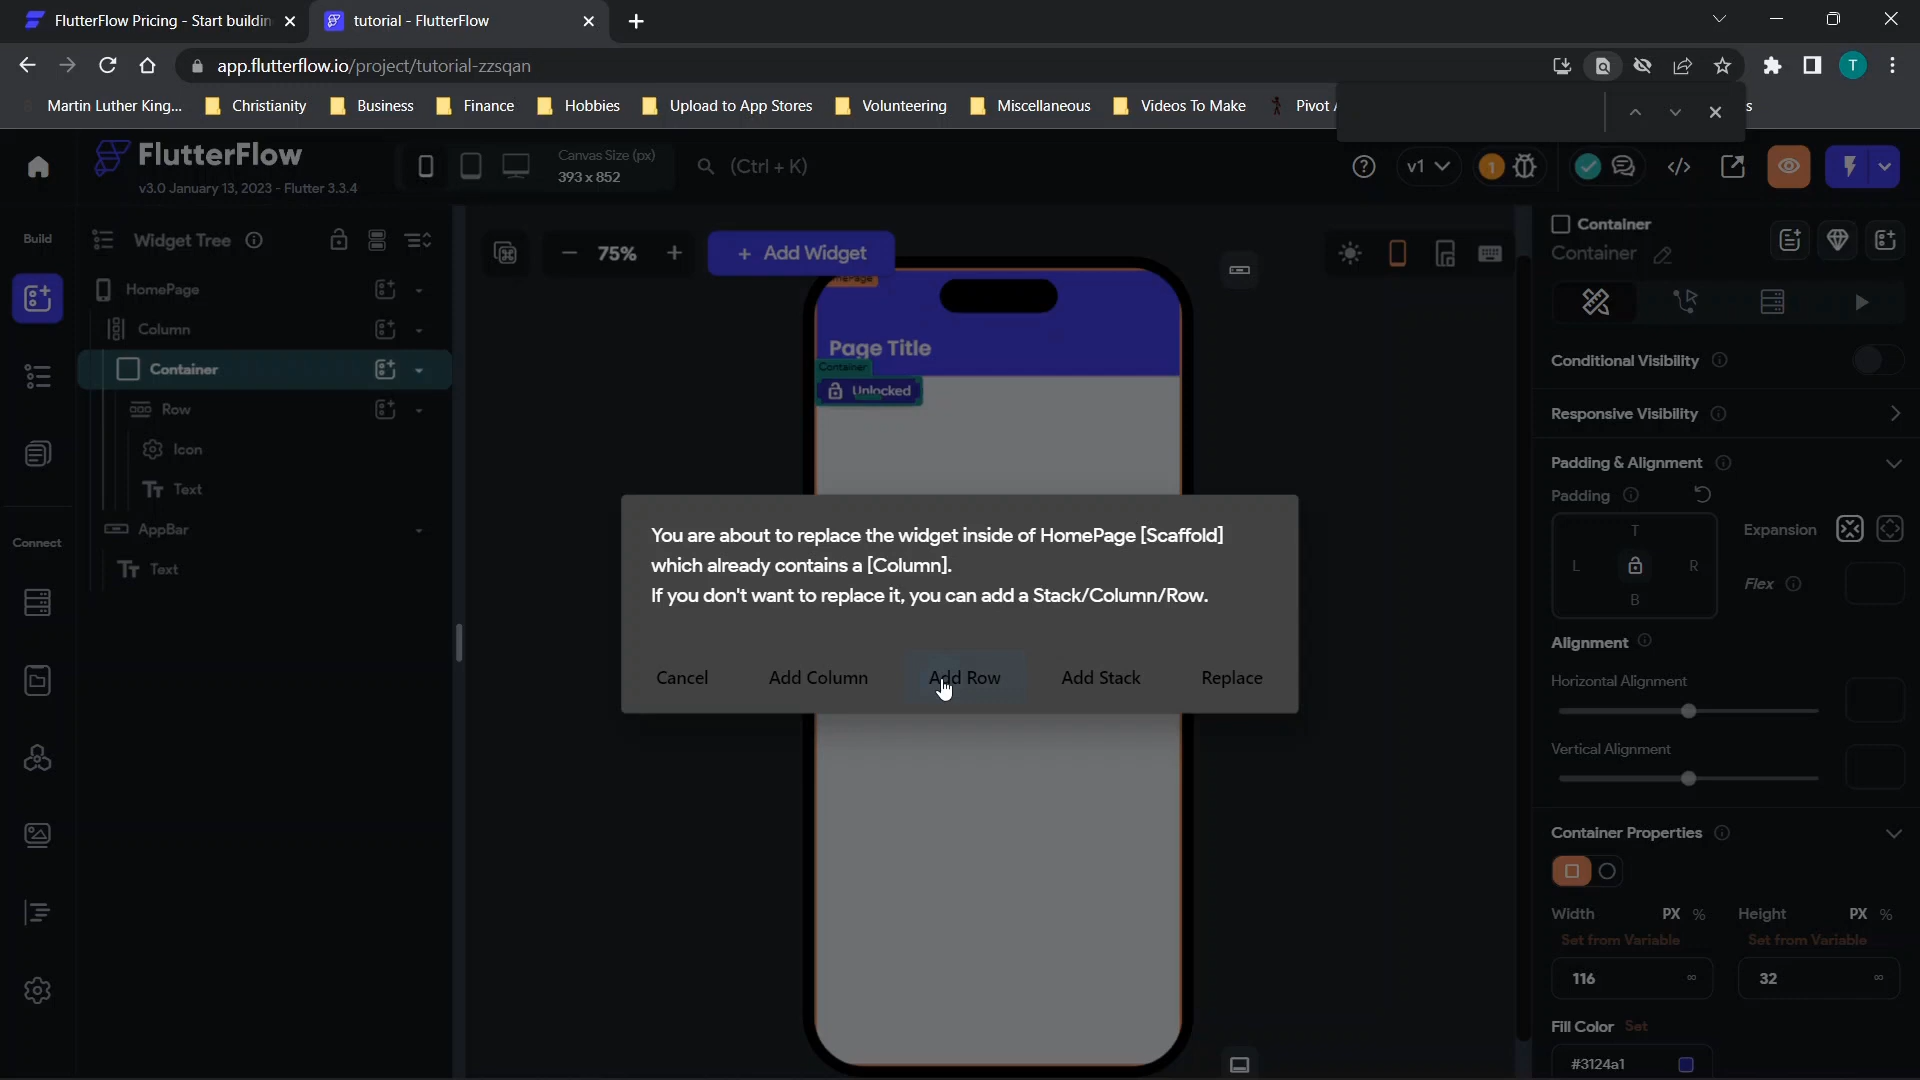 FlutterFlow Pricing - Start buildin
tutorial - FlutterFlow
app.flutterflow.io/project/tutorial-zzsqan
T
Martin Luther King...
Christianity
Business
Finance
Hobbies
Upload to App Stores
Volunteering
Miscellaneous
Videos To Make
Pivot
FlutterFlow
v3.0 January 13, 2023 - Flutter 3.3.4
Canvas Size (px)
393 x 852
(Ctrl + K)
v1
1
Build
Widget Tree
75%
+ Add Widget
Container
Container
HomePage
Column
Container
Row
Icon
Text
AppBar
Text
Connect
Page Title
Container
Unlocked
You are about to replace the widget inside of HomePage [Scaffold]
which already contains a [Column].
If you don't want to replace it, you can add a Stack/Column/Row.
Cancel
Add Column
Add Row
Add Stack
Replace
Conditional Visibility
Responsive Visibility
Padding & Alignment
Padding
T
L
R
B
Expansion
Flex
Alignment
Horizontal Alignment
Vertical Alignment
Container Properties
Width PX %
Height PX %
Set from Variable
Set from Variable
116 ∞
32 ∞
Fill Color Set
#3124a1